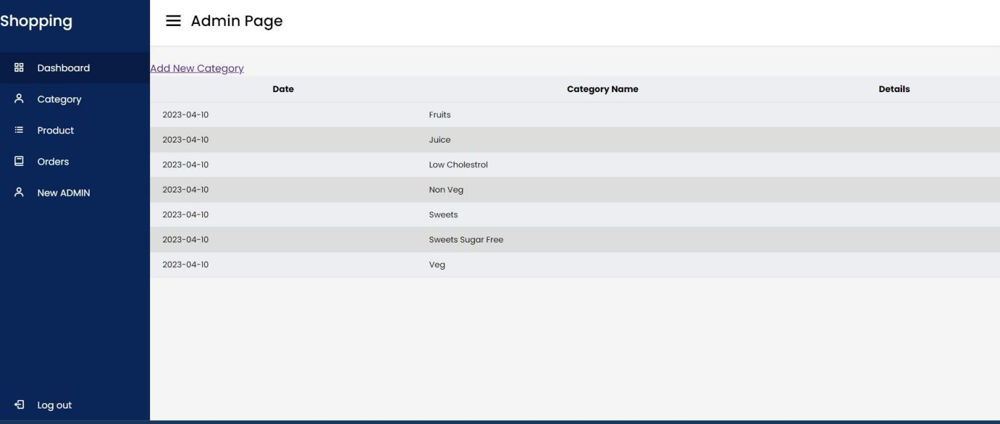 Shopping
Admin Page
Dashboard
Category
Product
Orders
New ADMIN
Log out
Add New Category
Date Category Name Details
2023-04-10 Fruits
2023-04-10 Juice
2023-04-10 Low Cholestrol
2023-04-10 Non Veg
2023-04-10 Sweets
2023-04-10 Sweets Sugar Free
2023-04-10 Veg